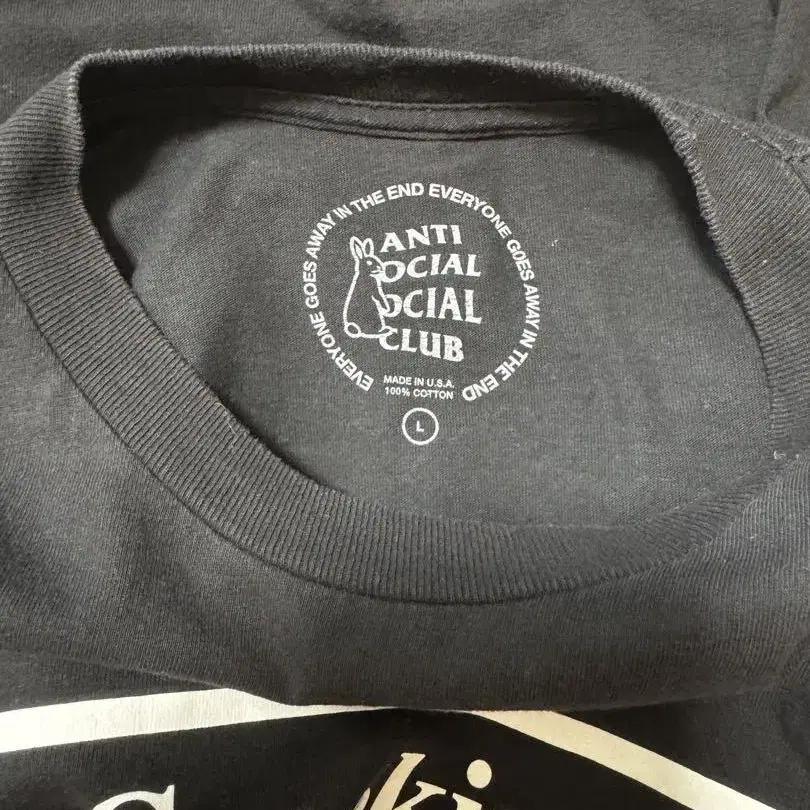 EVERYONE GOES AWAY IN THE END EVERYONE GOES AWAY IN THE END
ANTI
OCIAL
OCIAL
CLUB
MADE IN U.S.A.
100% COTTON
L